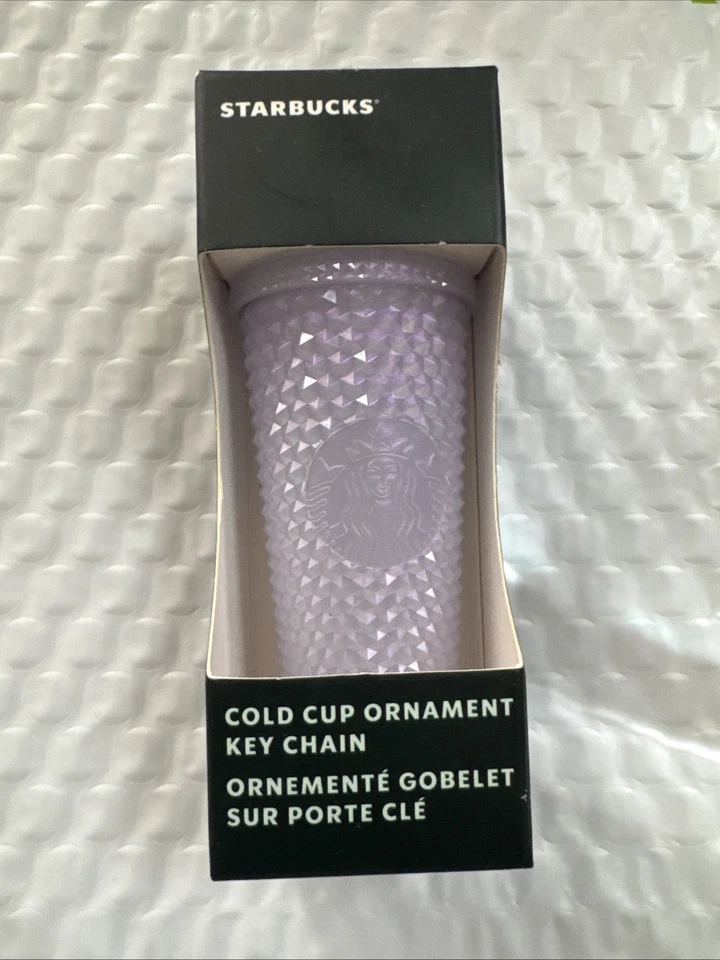 STARBUCKS®
COLD CUP ORNAMENT
KEY CHAIN
ORNEMENTÉ GOBELET
SUR PORTE CLÉ